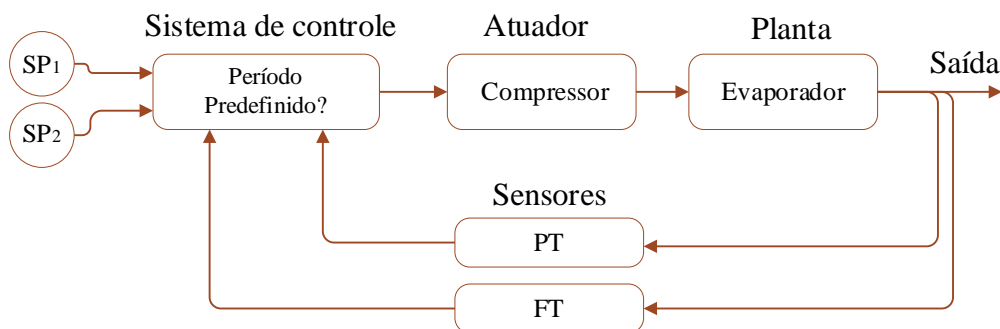 Sistema de controle
Atuador
Planta
Saída
SP1
SP2
Período
Predefinido?
Compressor
Evaporador
Sensores
PT
FT